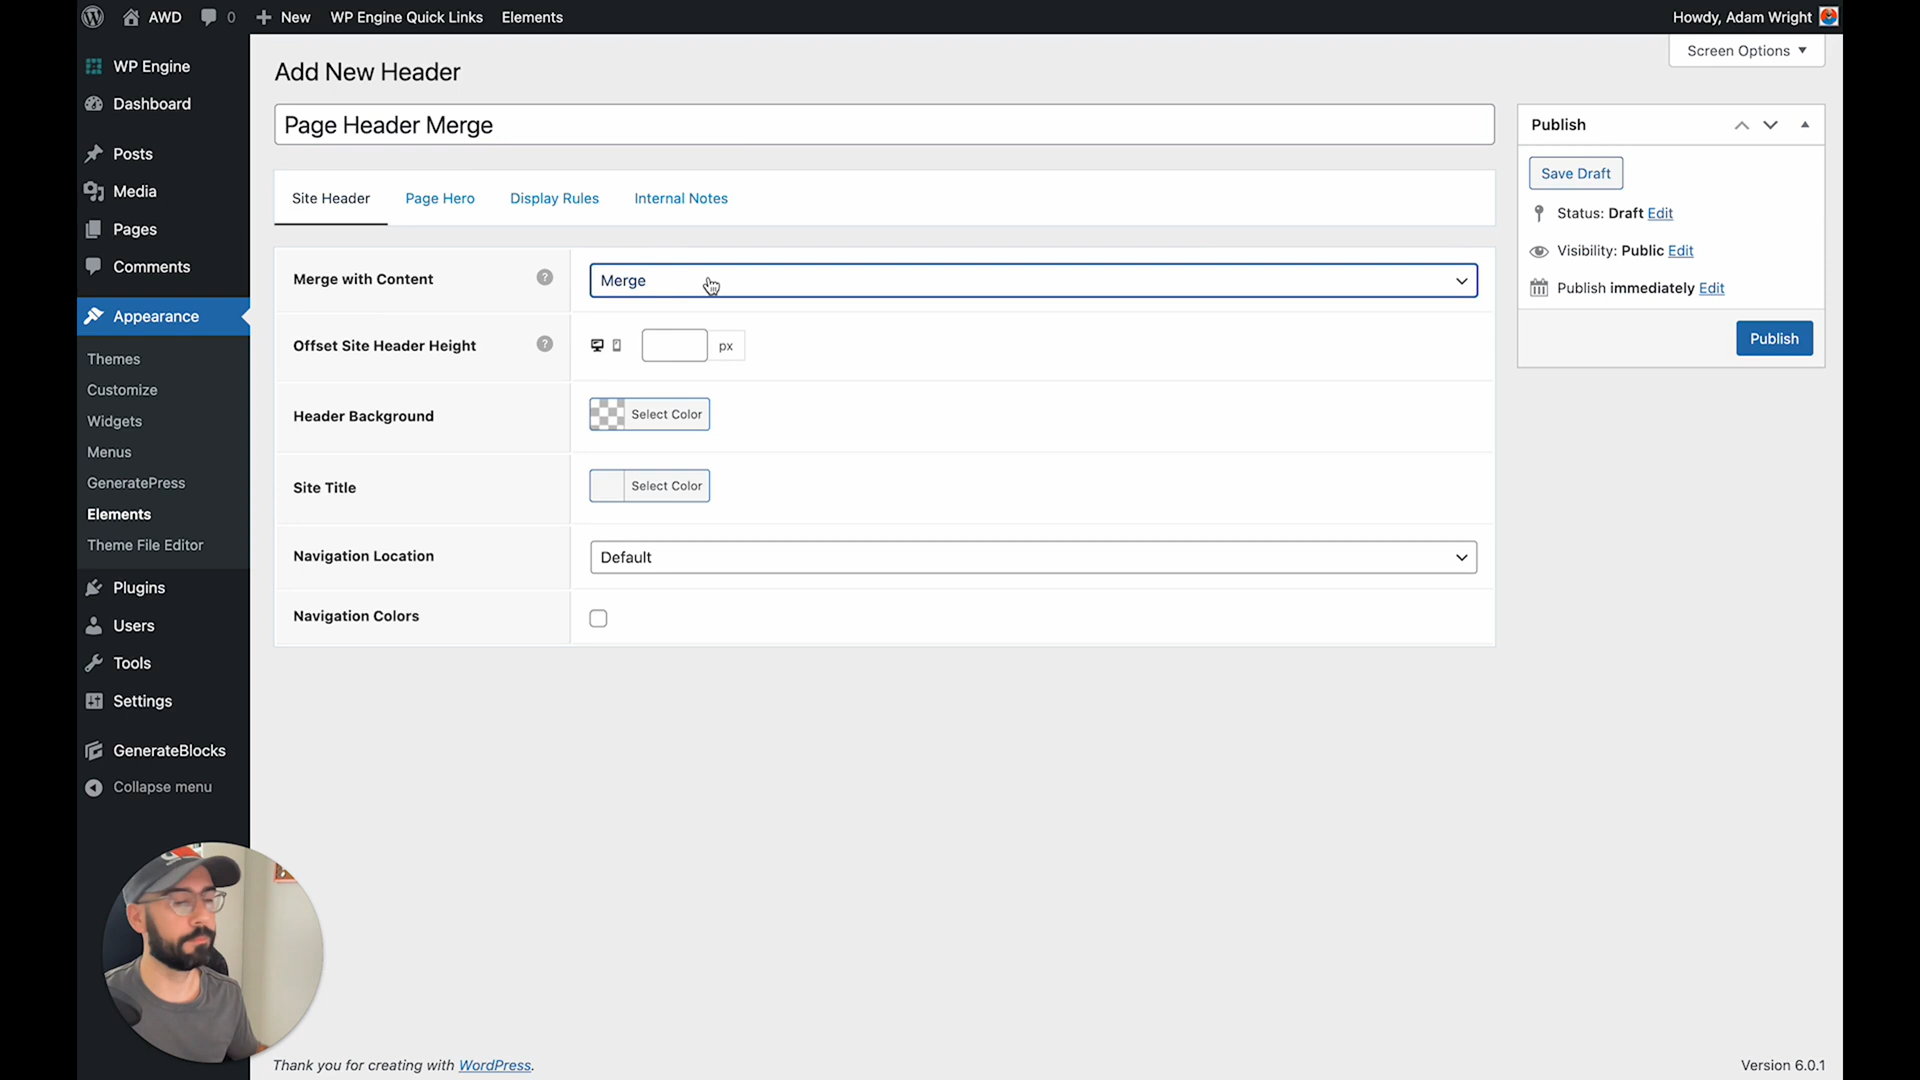 AWD
0
New
WP Engine Quick Links
Elements
Howdy, Adam Wright
Screen Options
WP Engine
Dashboard
Posts
Media
Pages
Comments
Appearance
Themes
Customize
Widgets
Menus
GeneratePress
Elements
Theme File Editor
Plugins
Users
Tools
Settings
GenerateBlocks
Collapse menu
Add New Header
Page Header Merge
Site Header
Page Hero
Display Rules
Internal Notes
Merge with Content
?
Merge
Offset Site Header Height
?
px
Header Background
Select Color
Site Title
Select Color
Navigation Location
Default
Navigation Colors
Publish
Save Draft
Status: Draft Edit
Visibility: Public Edit
Publish immediately Edit
Publish
Thank you for creating with WordPress.
Version 6.0.1